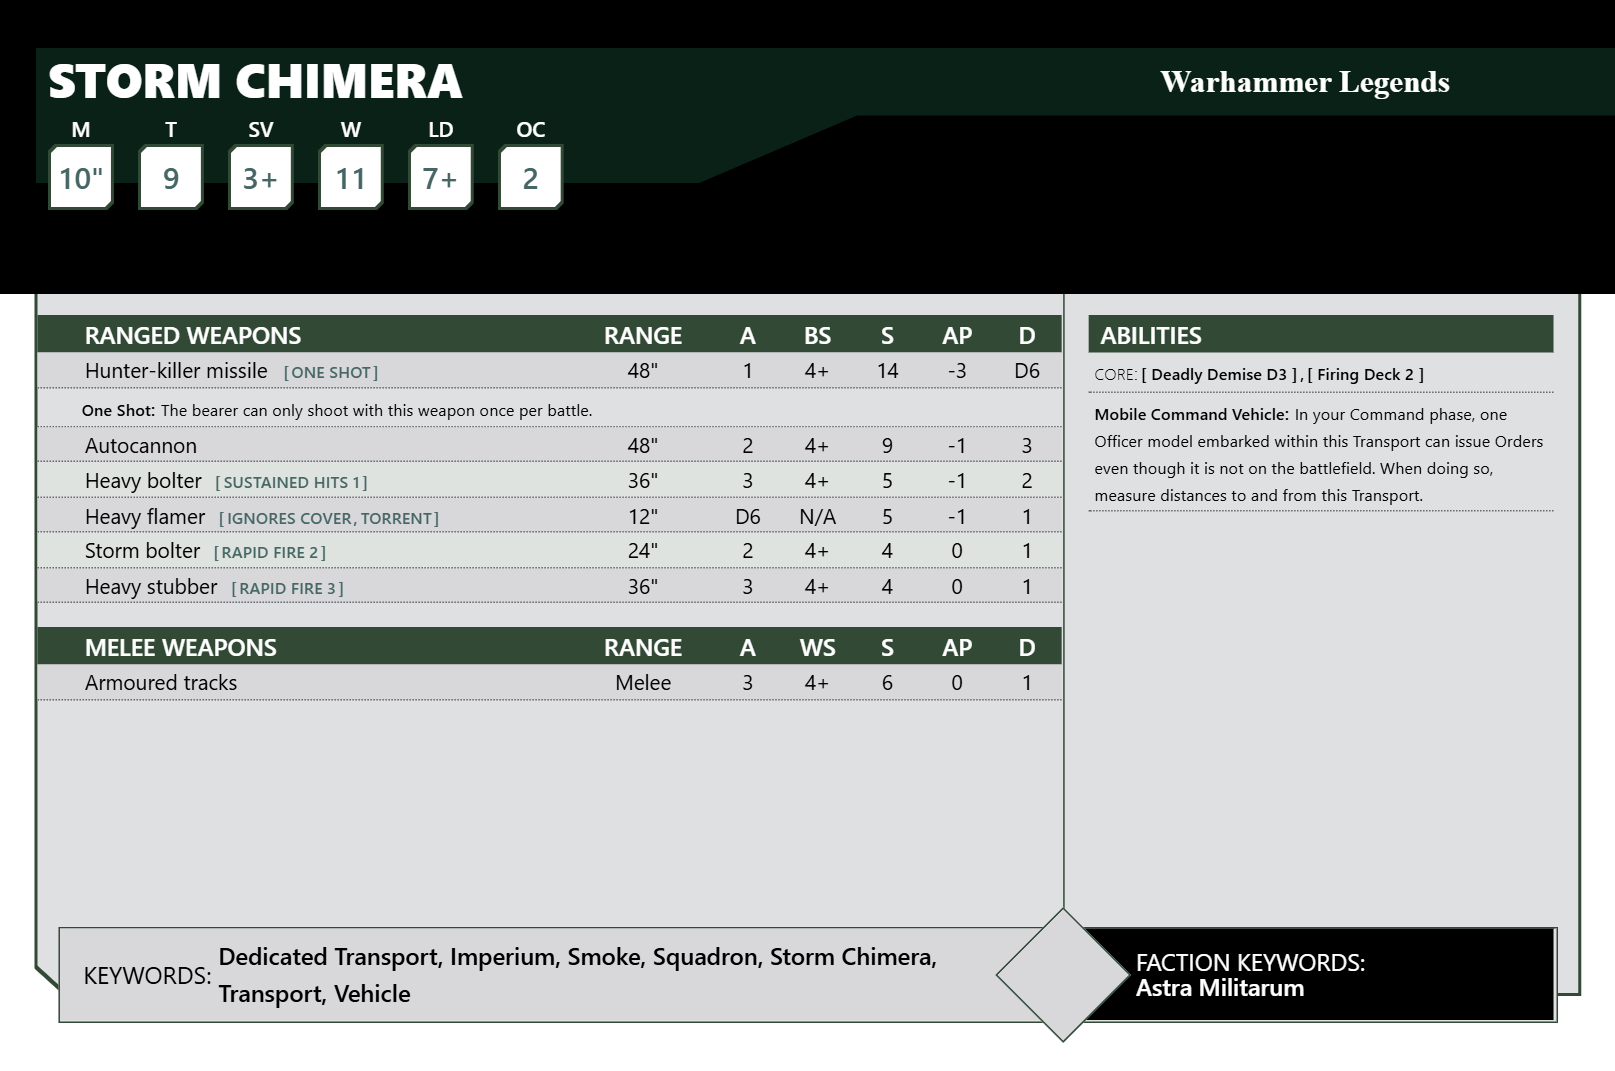 STORM CHIMERA
Warhammer Legends
M T SV W LD OC
10" 9 3+ 11 7+ 2
RANGED WEAPONS RANGE A BS S AP D
Hunter-killer missile [ONE SHOT] 48" 1 4+ 14 -3 D6
One Shot: The bearer can only shoot with this weapon once per battle.
Autocannon 48" 2 4+ 9 -1 3
Heavy bolter [SUSTAINED HITS 1] 36" 3 4+ 5 -1 2
Heavy flamer [IGNORES COVER, TORRENT] 12" D6 N/A 5 -1 1
Storm bolter [RAPID FIRE 2] 24" 2 4+ 4 0 1
Heavy stubber [RAPID FIRE 3] 36" 3 4+ 4 0 1
MELEE WEAPONS RANGE A WS S AP D
Armoured tracks Melee 3 4+ 6 0 1
ABILITIES
CORE: [ Deadly Demise D3 ] , [ Firing Deck 2 ]
Mobile Command Vehicle: In your Command phase, one
Officer model embarked within this Transport can issue Orders
even though it is not on the battlefield. When doing so,
measure distances to and from this Transport.
KEYWORDS: Dedicated Transport, Imperium, Smoke, Squadron, Storm Chimera,
Transport, Vehicle
FACTION KEYWORDS:
Astra Militarum